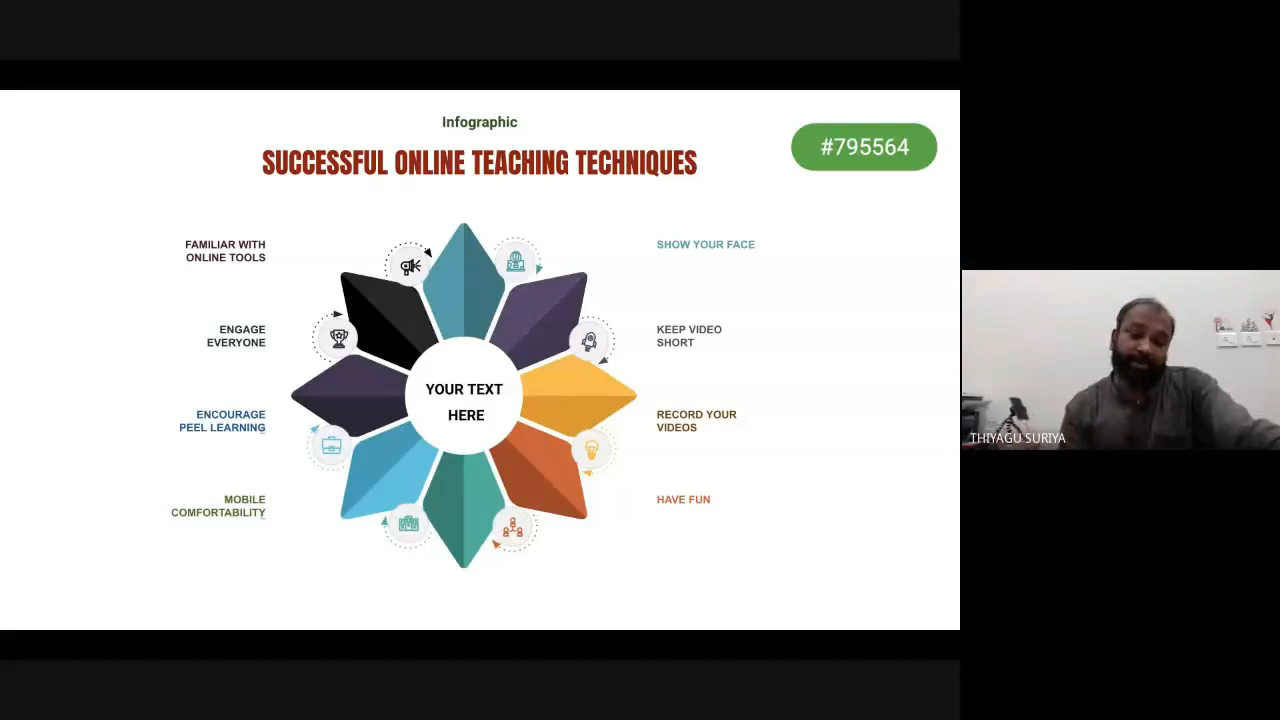 Infographic
SUCCESSFUL ONLINE TEACHING TECHNIQUES
#795564
FAMILIAR WITH
ONLINE TOOLS
ENGAGE
EVERYONE
ENCOURAGE
PEEL LEARNING
MOBILE
COMFORTABILITY
YOUR TEXT
HERE
SHOW YOUR FACE
KEEP VIDEO
SHORT
RECORD YOUR
VIDEOS
HAVE FUN
THIYAGU SURIYA